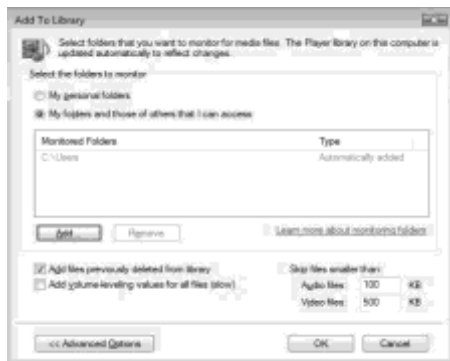 Add To Library
Select folders that you want to monitor for media files. The Player library on this computer is
updated automatically to reflect changes.
Select the folders to monitor
My personal folders
My folders and those of others that I can access
Monitored Folders Type
C:\Users Automatically added
Add... Remove Learn more about monitoring folders
Add files previously deleted from library
Add volume-leveling values for all files (slow)
Skip files smaller than:
Audio files: 100 KB
Video files: 500 KB
<< Advanced Options OK Cancel